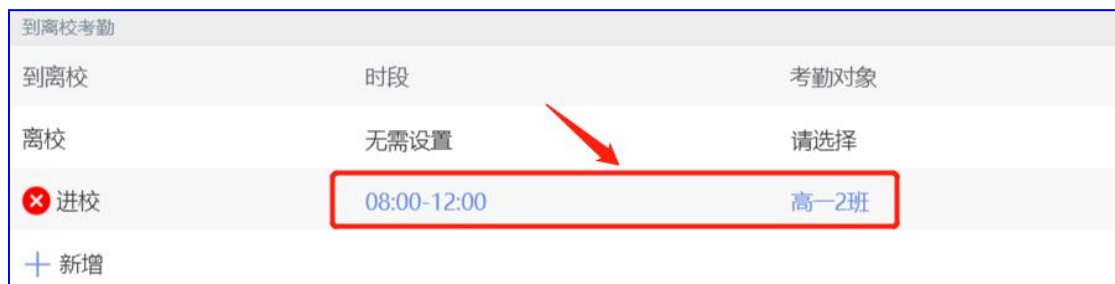 到离校考勤
到离校 时段 考勤对象
离校 无需设置 请选择
进校 08:00-12:00 高一2班
新增